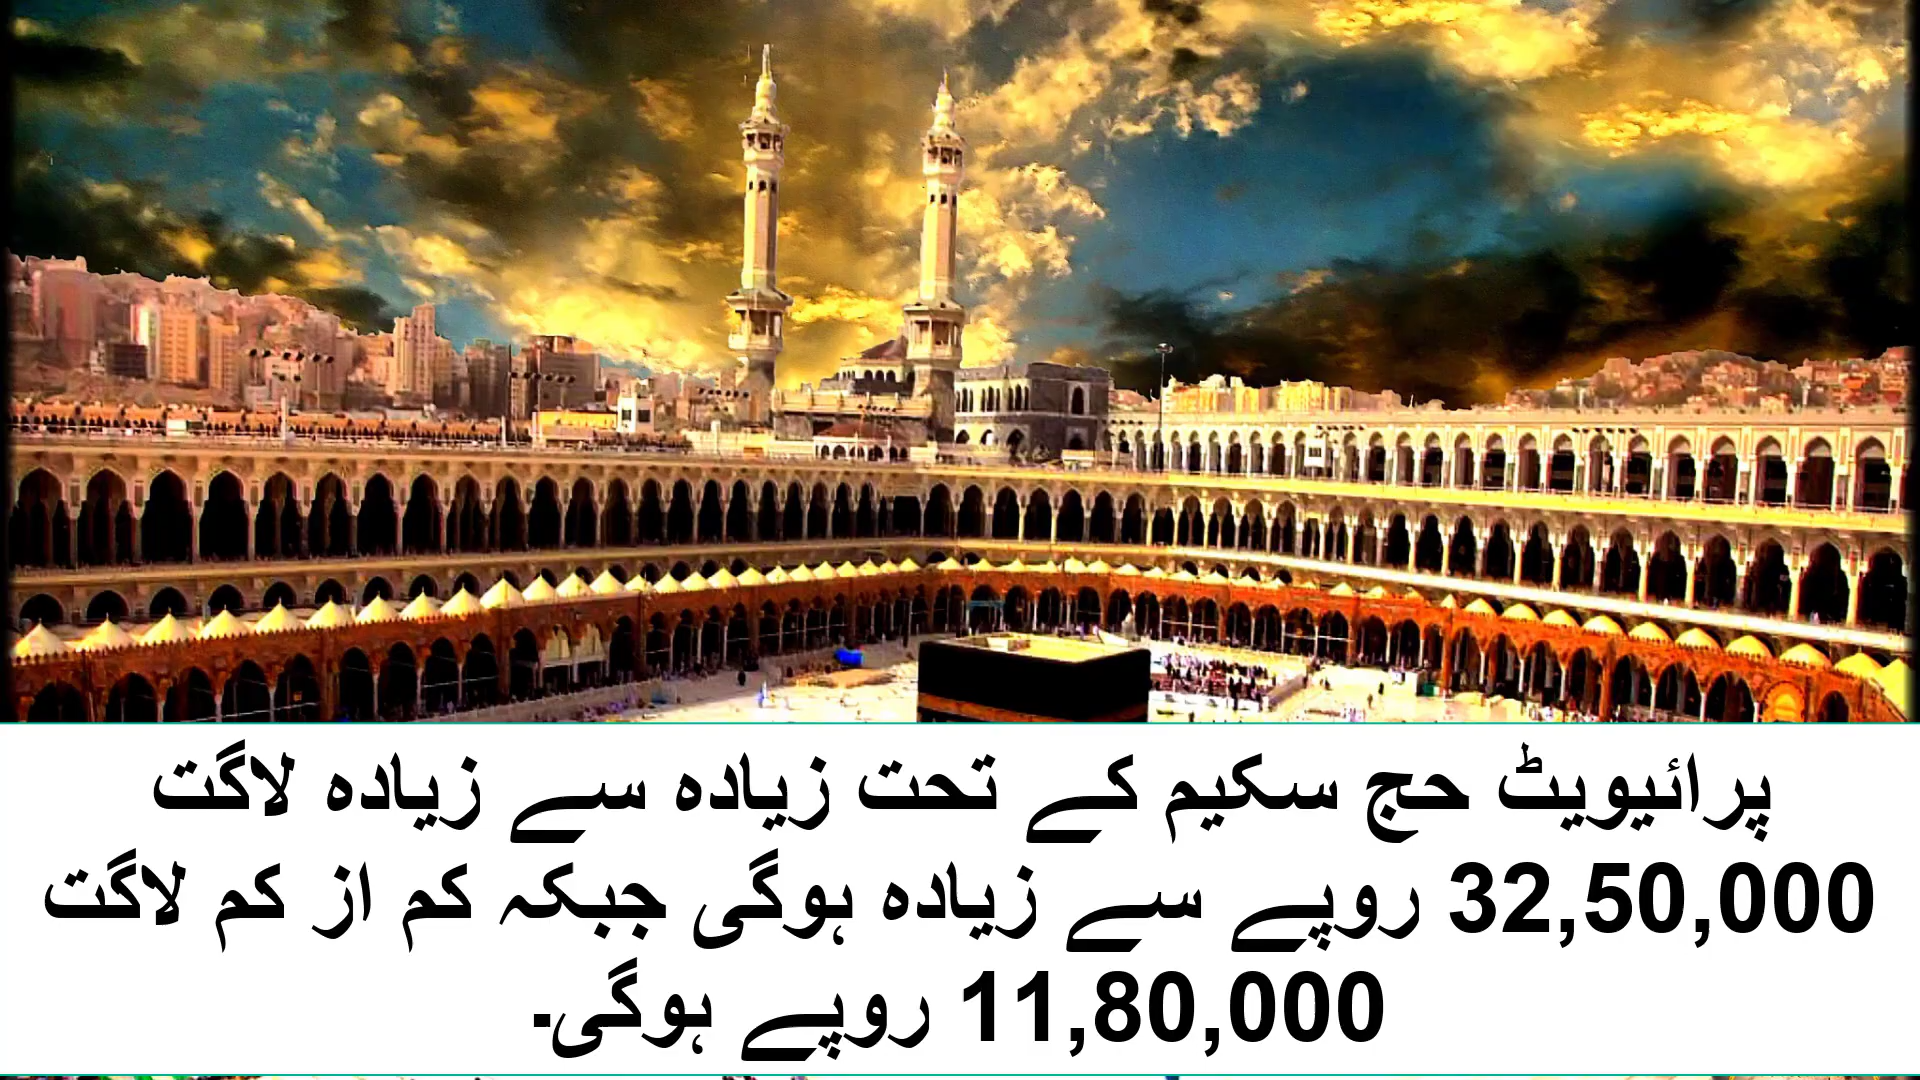 پرائیویٹ حج سکیم کے تحت زیادہ سے زیادہ لاگت
32,50,000 روپے سے زیادہ ہوگی جبکہ کم از کم لاگت
11,80,000 روپے ہوگی۔